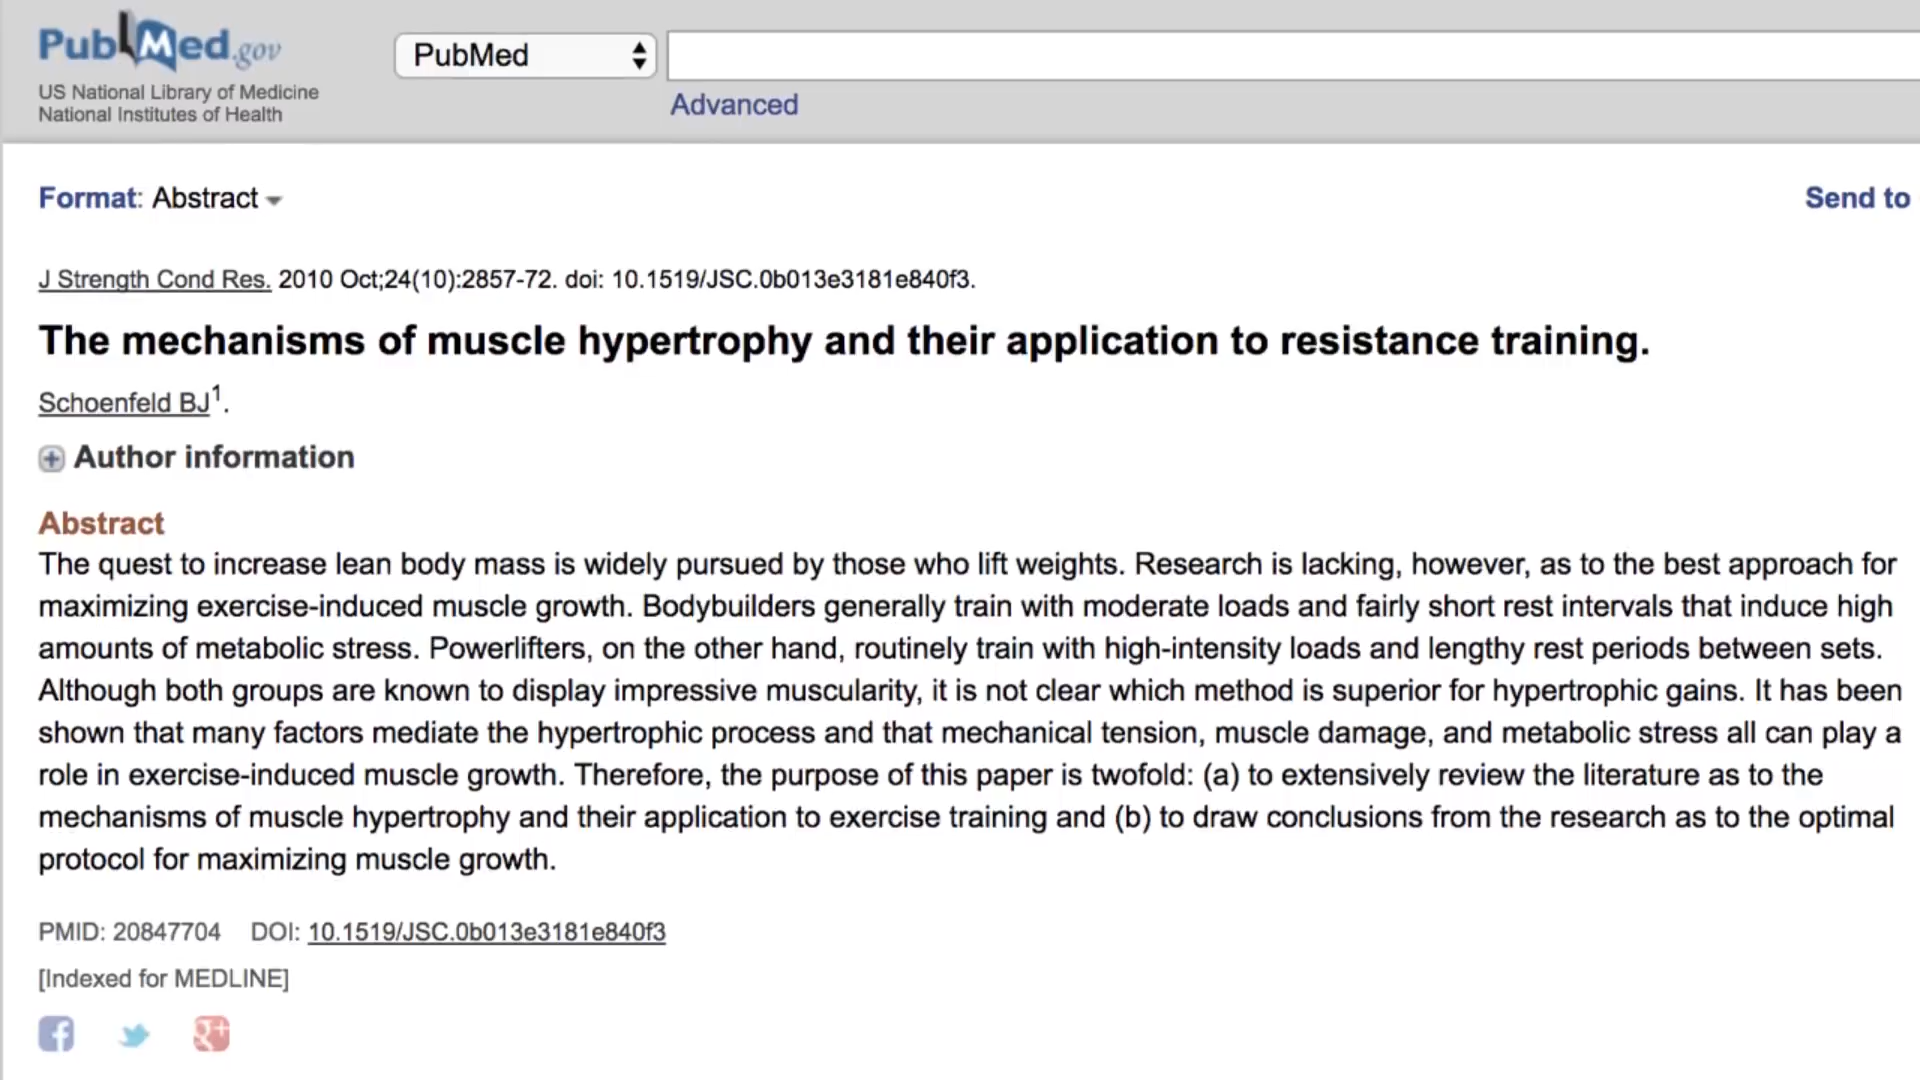 PubMed.gov
US National Library of Medicine
National Institutes of Health
PubMed
Advanced
Format: Abstract
Send to
J Strength Cond Res. 2010 Oct;24(10):2857-72. doi: 10.1519/JSC.0b013e3181e840f3.
The mechanisms of muscle hypertrophy and their application to resistance training.
Schoenfeld BJ1.
Author information
Abstract
The quest to increase lean body mass is widely pursued by those who lift weights. Research is lacking, however, as to the best approach for
maximizing exercise-induced muscle growth. Bodybuilders generally train with moderate loads and fairly short rest intervals that induce high
amounts of metabolic stress. Powerlifters, on the other hand, routinely train with high-intensity loads and lengthy rest periods between sets.
Although both groups are known to display impressive muscularity, it is not clear which method is superior for hypertrophic gains. It has been
shown that many factors mediate the hypertrophic process and that mechanical tension, muscle damage, and metabolic stress all can play a
role in exercise-induced muscle growth. Therefore, the purpose of this paper is twofold: (a) to extensively review the literature as to the
mechanisms of muscle hypertrophy and their application to exercise training and (b) to draw conclusions from the research as to the optimal
protocol for maximizing muscle growth.
PMID: 20847704 DOI: 10.1519/JSC.0b013e3181e840f3
[Indexed for MEDLINE]
f
g+